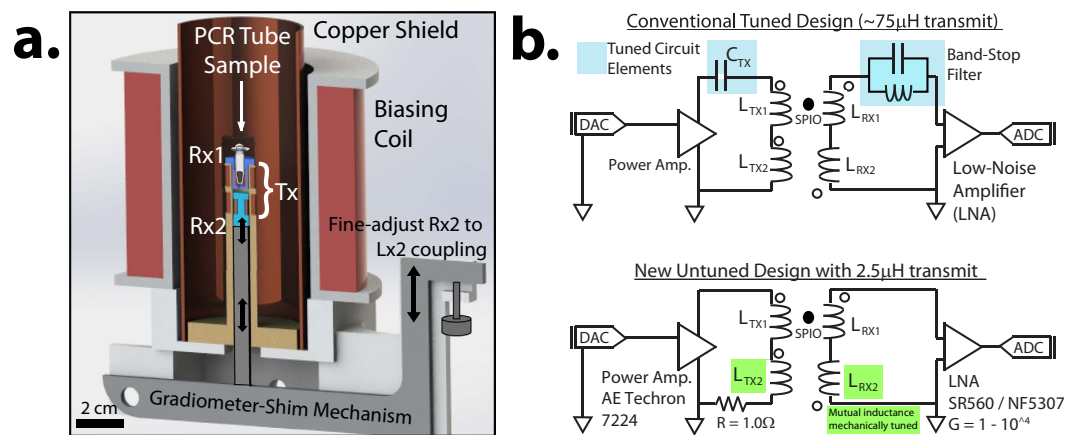 a.
PCR Tube
Sample
Copper Shield
Biasing
Coil
Rx1
Tx
Rx2
Fine-adjust Rx2 to
Lx2 coupling
Gradiometer-Shim Mechanism
2 cm
b.
Conventional Tuned Design (~75µH transmit)
Tuned Circuit
Elements
CTX
Band-Stop
Filter
DAC
Power Amp.
LTX1
LTX2
SPIO
LRX1
LRX2
ADC
Low-Noise
Amplifier
(LNA)
New Untuned Design with 2.5µH transmit
DAC
Power Amp.
AE Techron
7224
LTX1
LTX2
R = 1.0Ω
SPIO
LRX1
LRX2
Mutual inductance
mechanically tuned
ADC
LNA
SR560 / NF5307
G = 1 - 10^4